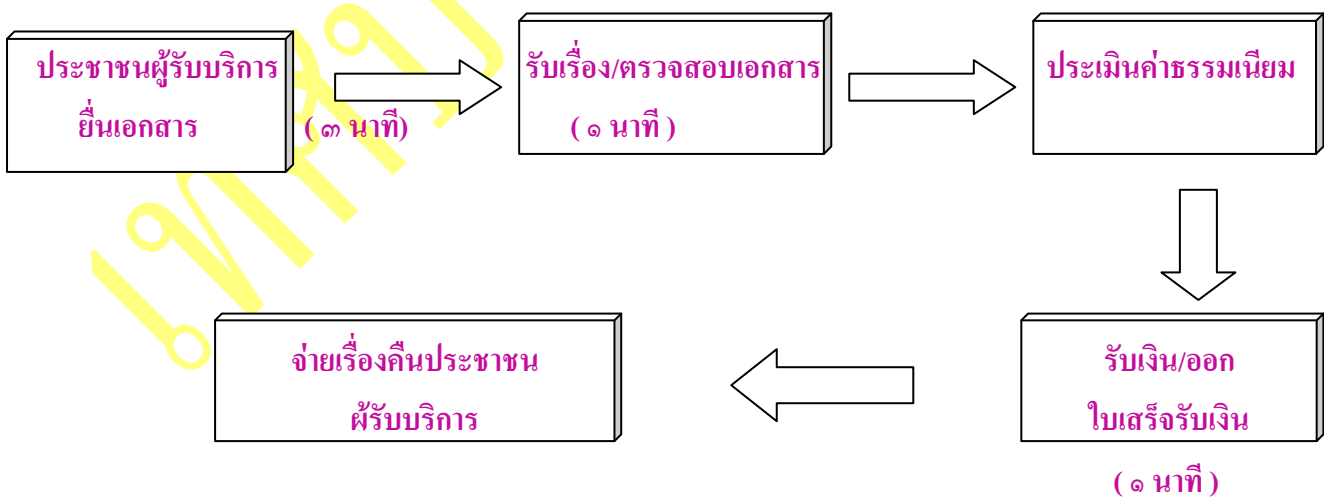 ประชาชนผู้รับบริการ
ยื่นเอกสาร
( ๓ นาที)
รับเรื่อง/ตรวจสอบเอกสาร
( ๑ นาที )
ประเมินค่าธรรมเนียม
รับเงิน/ออก
ใบเสร็จรับเงิน
( ๑ นาที )
จ่ายเรื่องคืนประชาชน
ผู้รับบริการ